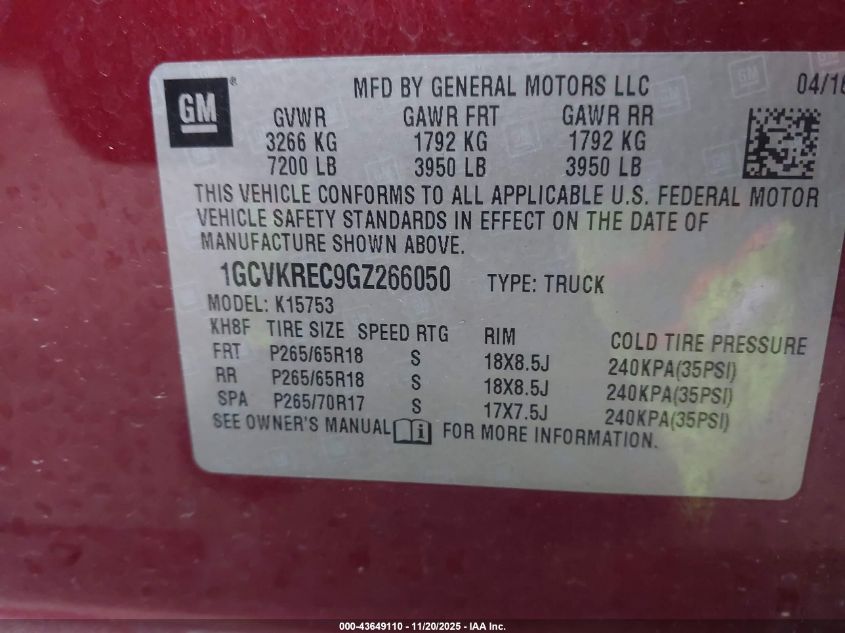 GM ®
MFD BY GENERAL MOTORS LLC 04/16
GVWR GAWR FRT GAWR RR
3266 KG 1792 KG 1792 KG
7200 LB 3950 LB 3950 LB
THIS VEHICLE CONFORMS TO ALL APPLICABLE U.S. FEDERAL MOTOR
VEHICLE SAFETY STANDARDS IN EFFECT ON THE DATE OF
MANUFACTURE SHOWN ABOVE.
1GCVKREC9GZ266050 TYPE: TRUCK
MODEL: K15753
KH8F TIRE SIZE SPEED RTG RIM COLD TIRE PRESSURE
FRT P265/65R18 S 18X8.5J 240KPA(35PSI)
RR P265/65R18 S 18X8.5J 240KPA(35PSI)
SPA P265/70R17 S 17X7.5J 240KPA(35PSI)
SEE OWNER'S MANUAL i FOR MORE INFORMATION.
000-43649110 - 11/20/2025 - IAA Inc.